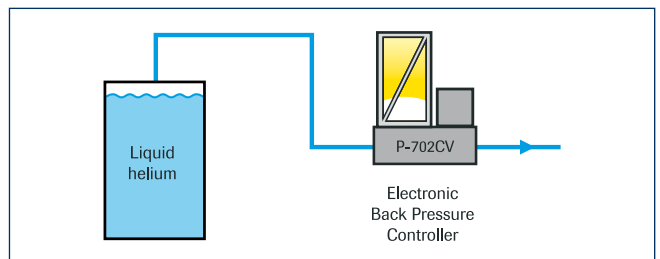 Liquid
helium
P-702CV
Electronic
Back Pressure
Controller